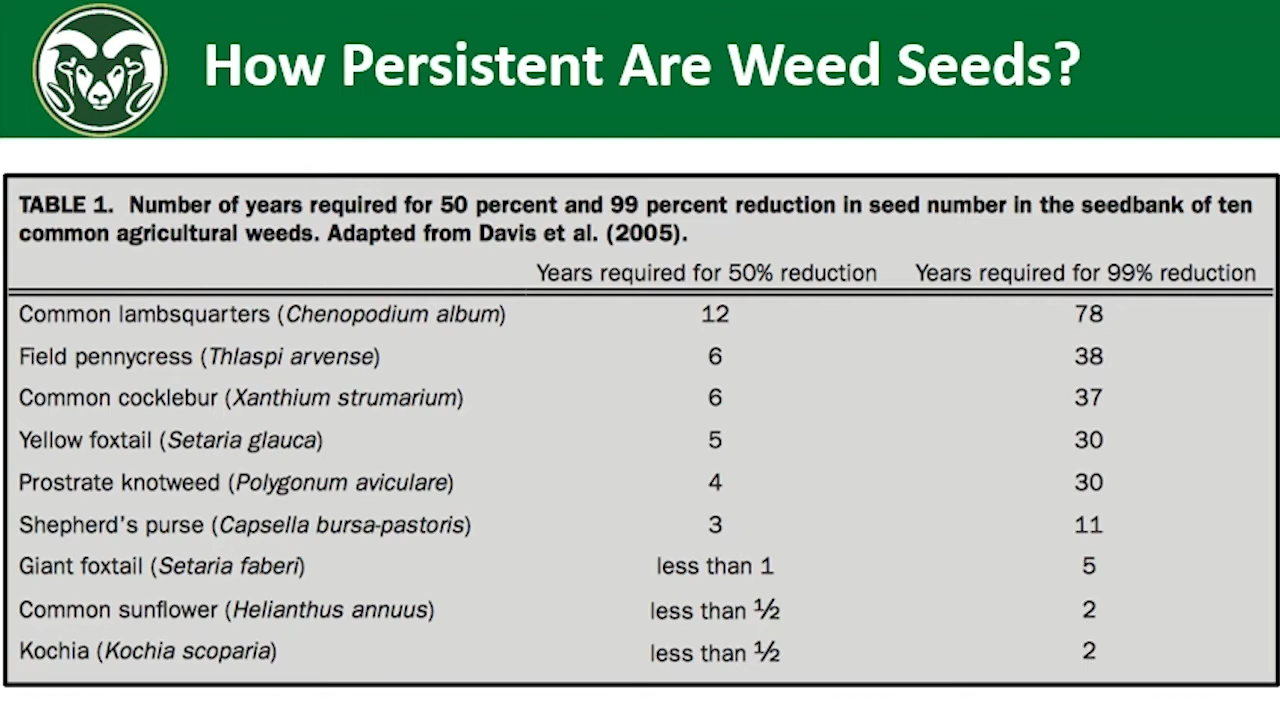 How Persistent Are Weed Seeds?
TABLE 1. Number of years required for 50 percent and 99 percent reduction in seed number in the seedbank of ten
common agricultural weeds. Adapted from Davis et al. (2005).
Years required for 50% reduction Years required for 99% reduction
Common lambsquarters (Chenopodium album) 12 78
Field pennycress (Thlaspi arvense) 6 38
Common cocklebur (Xanthium strumarium) 6 37
Yellow foxtail (Setaria glauca) 5 30
Prostrate knotweed (Polygonum aviculare) 4 30
Shepherd's purse (Capsella bursa-pastoris) 3 11
Giant foxtail (Setaria faberi) less than 1 5
Common sunflower (Helianthus annuus) less than ½ 2
Kochia (Kochia scoparia) less than ½ 2